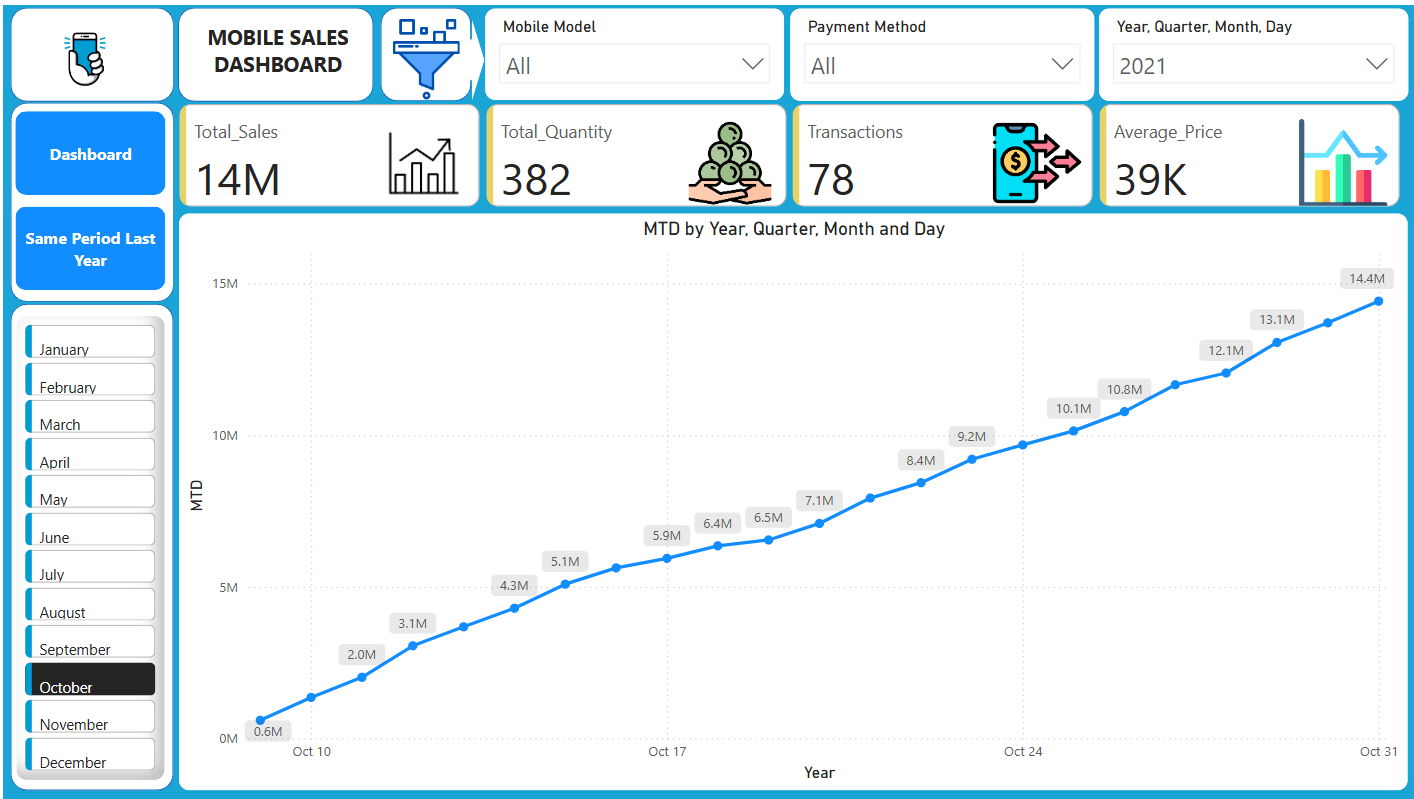 MOBILE SALES
DASHBOARD
Mobile Model
All
Payment Method
All
Year, Quarter, Month, Day
2021
Dashboard
Same Period Last
Year
Total_Sales
14M
Total_Quantity
382
Transactions
78
Average_Price
39K
January
February
March
April
May
June
July
August
September
October
November
December
MTD by Year, Quarter, Month and Day
MTD
15M
10M
5M
0M
0.6M
2.0M
3.1M
4.3M
5.1M
5.9M
6.4M
6.5M
7.1M
8.4M
9.2M
10.1M
10.8M
12.1M
13.1M
14.4M
Oct 10
Oct 17
Oct 24
Oct 31
Year